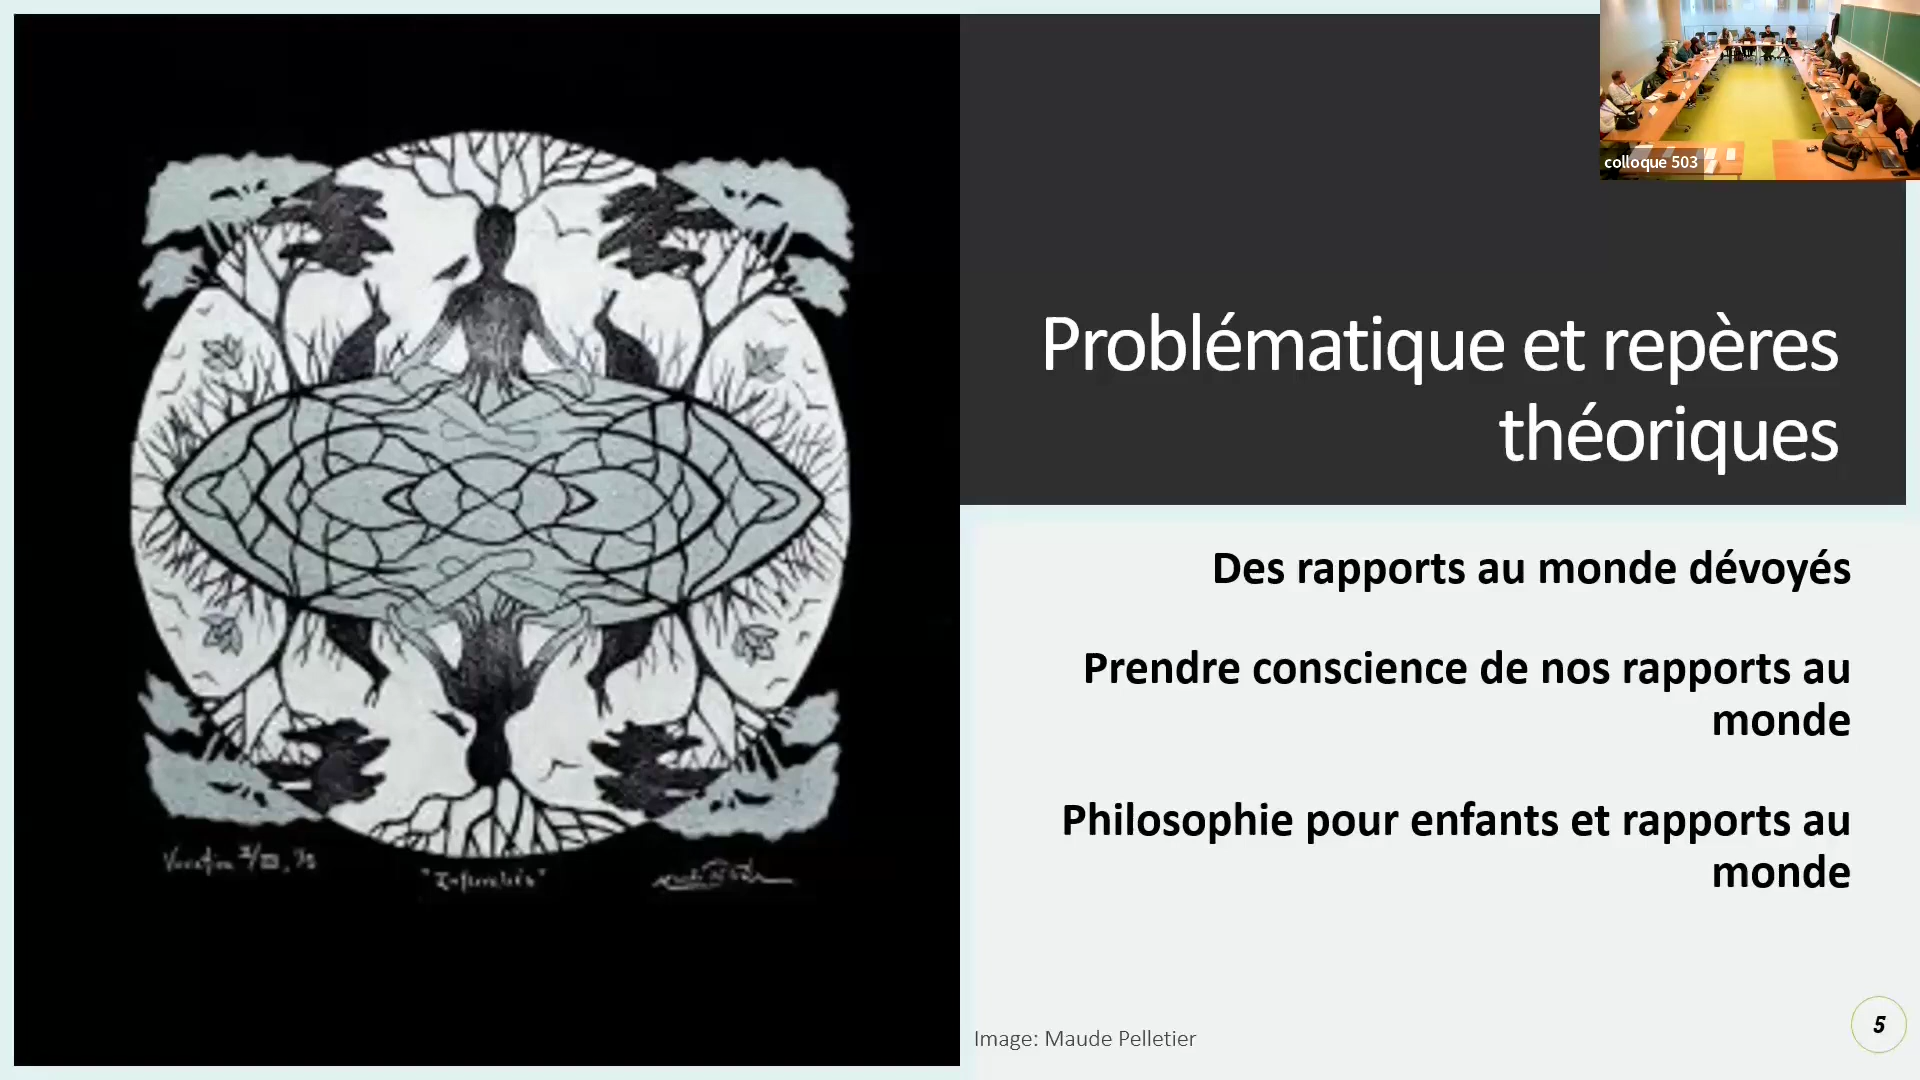 colloque 503
Problématique et repères
théoriques
Des rapports au monde dévoyés
Prendre conscience de nos rapports au
monde
Philosophie pour enfants et rapports au
monde
Image: Maude Pelletier
5